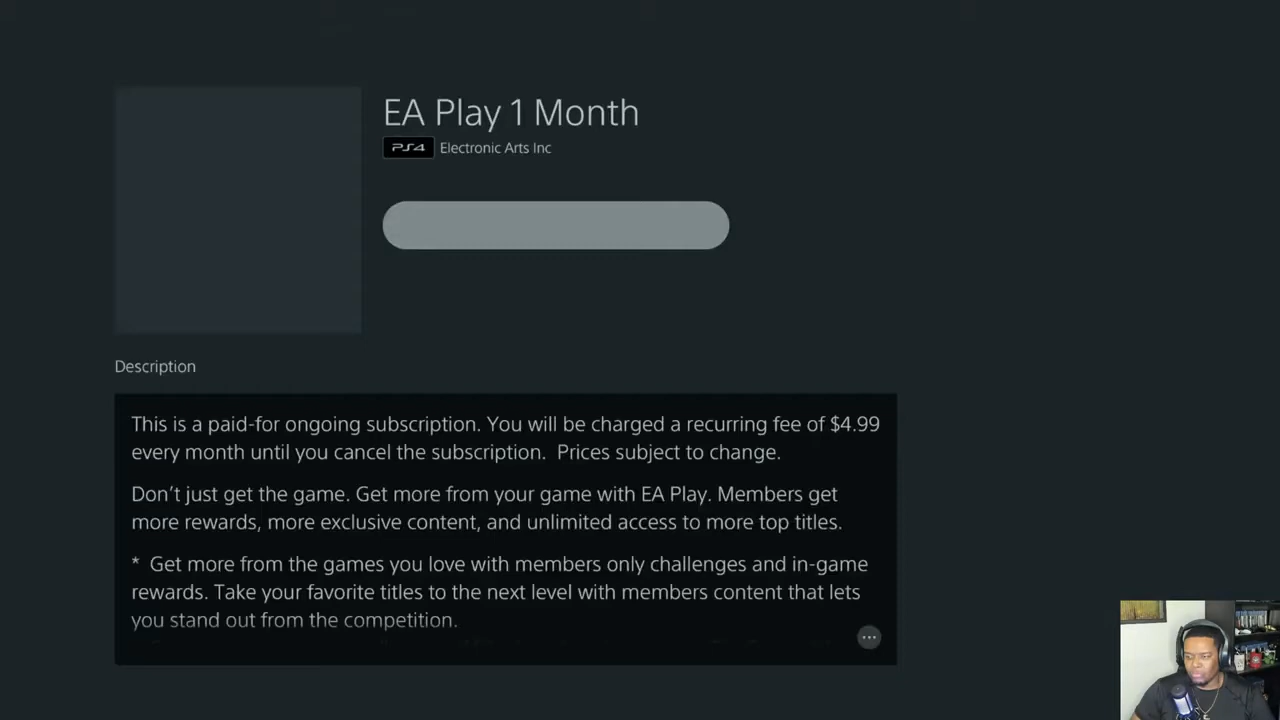 EA Play 1 Month
PS4 Electronic Arts Inc
Description
This is a paid-for ongoing subscription. You will be charged a recurring fee of $4.99
every month until you cancel the subscription.  Prices subject to change.
Don’t just get the game. Get more from your game with EA Play. Members get
more rewards, more exclusive content, and unlimited access to more top titles.
*  Get more from the games you love with members only challenges and in-game
rewards. Take your favorite titles to the next level with members content that lets
you stand out from the competition.